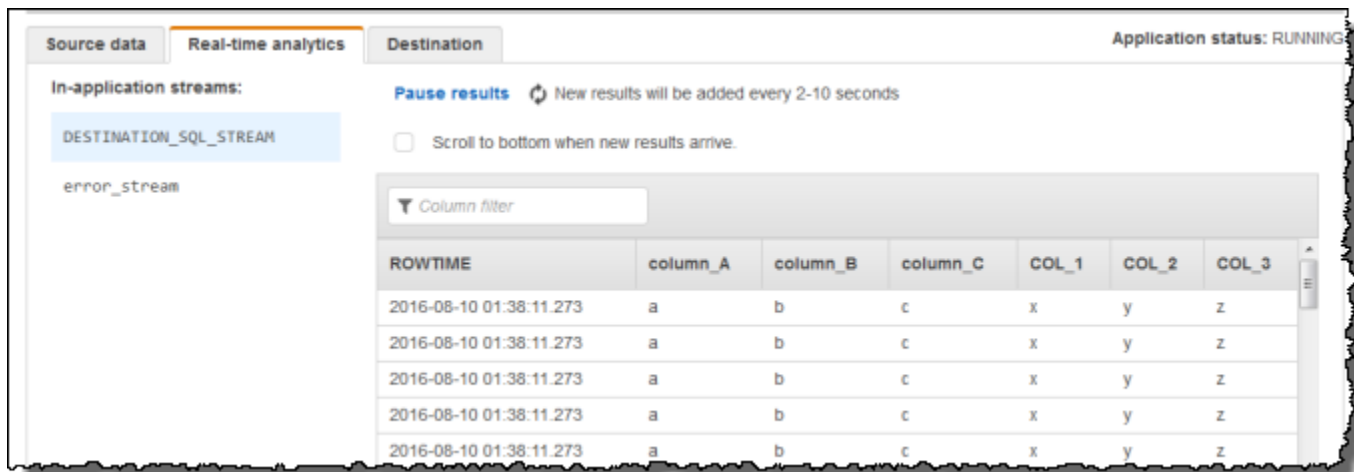 Source data Real-time analytics Destination Application status: RUNNING
In-application streams:
DESTINATION_SQL_STREAM
error_stream
Pause results New results will be added every 2-10 seconds
Scroll to bottom when new results arrive.
Column filter
ROWTIME column_A column_B column_C COL_1 COL_2 COL_3
2016-08-10 01:38:11.273 a b c x y z
2016-08-10 01:38:11.273 a b c x y z
2016-08-10 01:38:11.273 a b c x y z
2016-08-10 01:38:11.273 a b c x y z
2016-08-10 01:38:11.273 a b c x y z